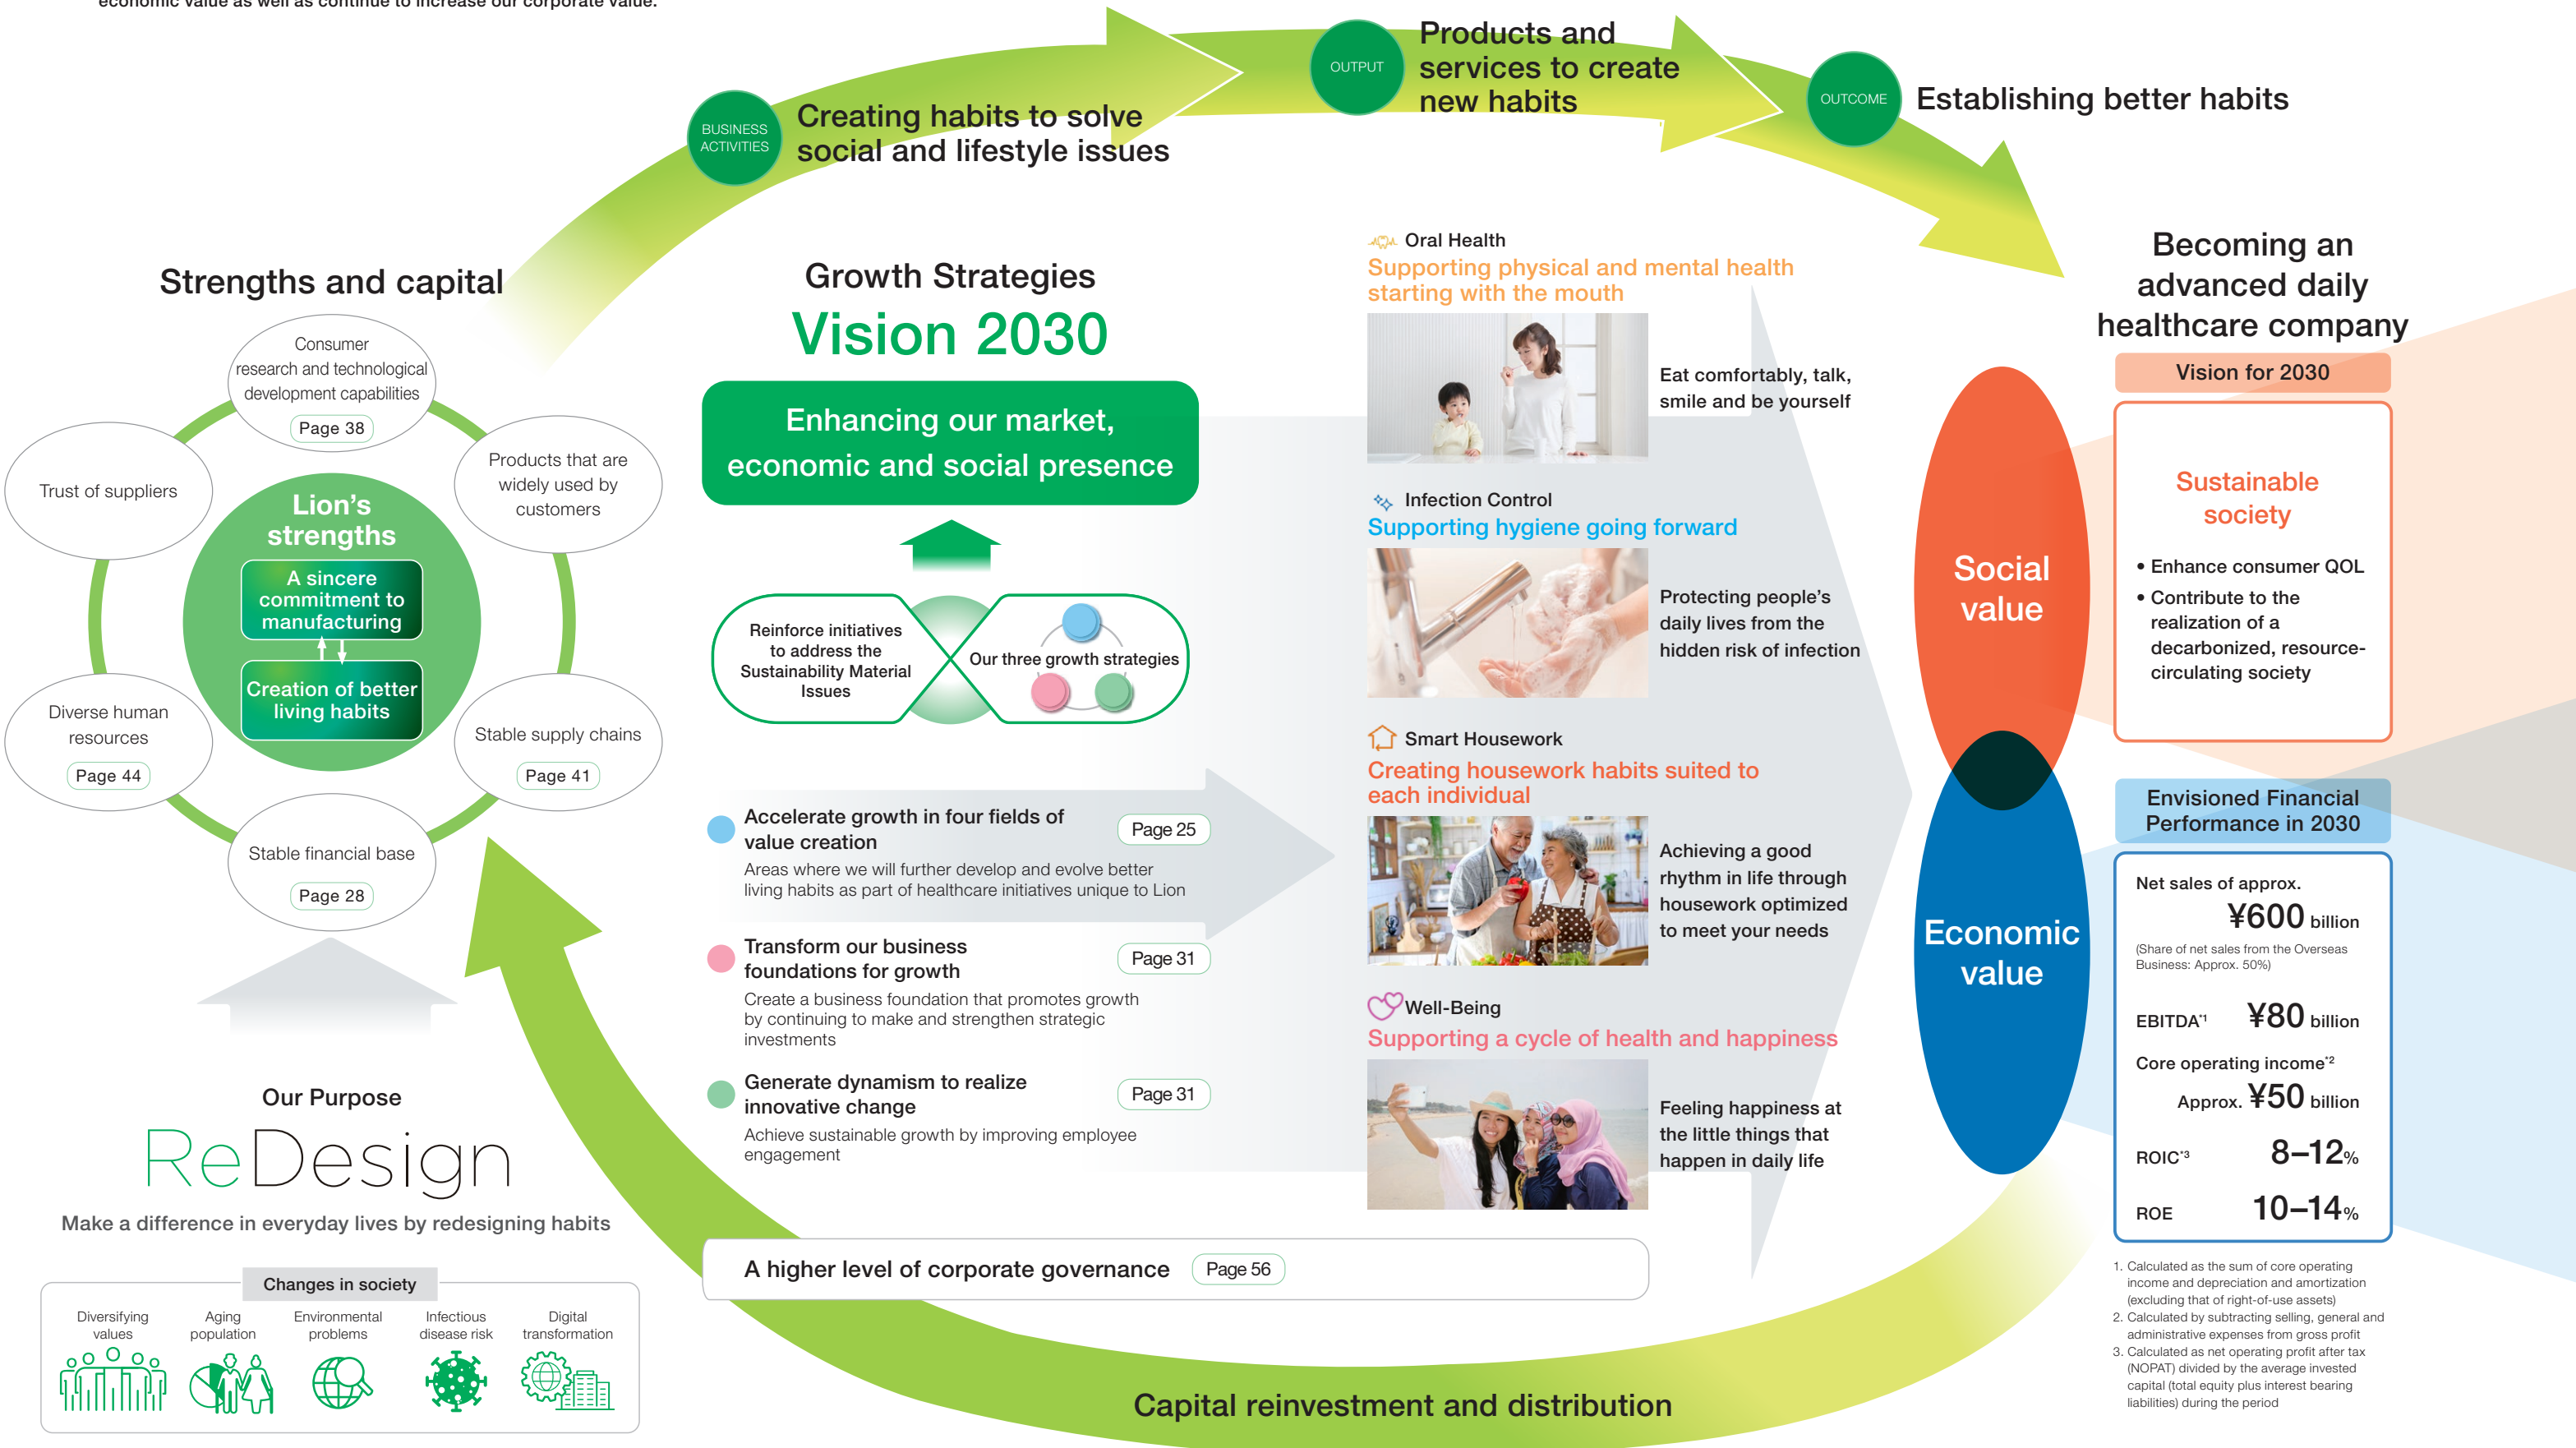 economic value as well as continue to increase our corporate value.
BUSINESS
ACTIVITIES
Creating habits to solve
social and lifestyle issues
OUTPUT
Products and
services to create
new habits
OUTCOME
Establishing better habits
Strengths and capital
Consumer
research and technological
development capabilities
Page 38
Trust of suppliers
Products that are
widely used by
customers
Lion's
strengths
A sincere
commitment to
manufacturing
Creation of better
living habits
Diverse human
resources
Page 44
Stable supply chains
Page 41
Stable financial base
Page 28
Our Purpose
ReDesign
Make a difference in everyday lives by redesigning habits
Changes in society
Diversifying
values
Aging
population
Environmental
problems
Infectious
disease risk
Digital
transformation
Growth Strategies
Vision 2030
Enhancing our market,
economic and social presence
Reinforce initiatives
to address the
Sustainability Material
Issues
Our three growth strategies
Accelerate growth in four fields of
value creation
Page 25
Areas where we will further develop and evolve better
living habits as part of healthcare initiatives unique to Lion
Transform our business
foundations for growth
Page 31
Create a business foundation that promotes growth
by continuing to make and strengthen strategic
investments
Generate dynamism to realize
innovative change
Page 31
Achieve sustainable growth by improving employee
engagement
A higher level of corporate governance
Page 56
Oral Health
Supporting physical and mental health
starting with the mouth
Eat comfortably, talk,
smile and be yourself
Infection Control
Supporting hygiene going forward
Protecting people's
daily lives from the
hidden risk of infection
Smart Housework
Creating housework habits suited to
each individual
Achieving a good
rhythm in life through
housework optimized
to meet your needs
Well-Being
Supporting a cycle of health and happiness
Feeling happiness at
the little things that
happen in daily life
Social
value
Economic
value
Becoming an
advanced daily
healthcare company
Vision for 2030
Sustainable
society
• Enhance consumer QOL
• Contribute to the
realization of a
decarbonized, resource-
circulating society
Envisioned Financial
Performance in 2030
Net sales of approx.
¥600 billion
(Share of net sales from the Overseas
Business: Approx. 50%)
EBITDA*1 ¥80 billion
Core operating income*2
Approx. ¥50 billion
ROIC*3 8–12%
ROE 10–14%
1. Calculated as the sum of core operating
income and depreciation and amortization
(excluding that of right-of-use assets)
2. Calculated by subtracting selling, general and
administrative expenses from gross profit
3. Calculated as net operating profit after tax
(NOPAT) divided by the average invested
capital (total equity plus interest bearing
liabilities) during the period
Capital reinvestment and distribution